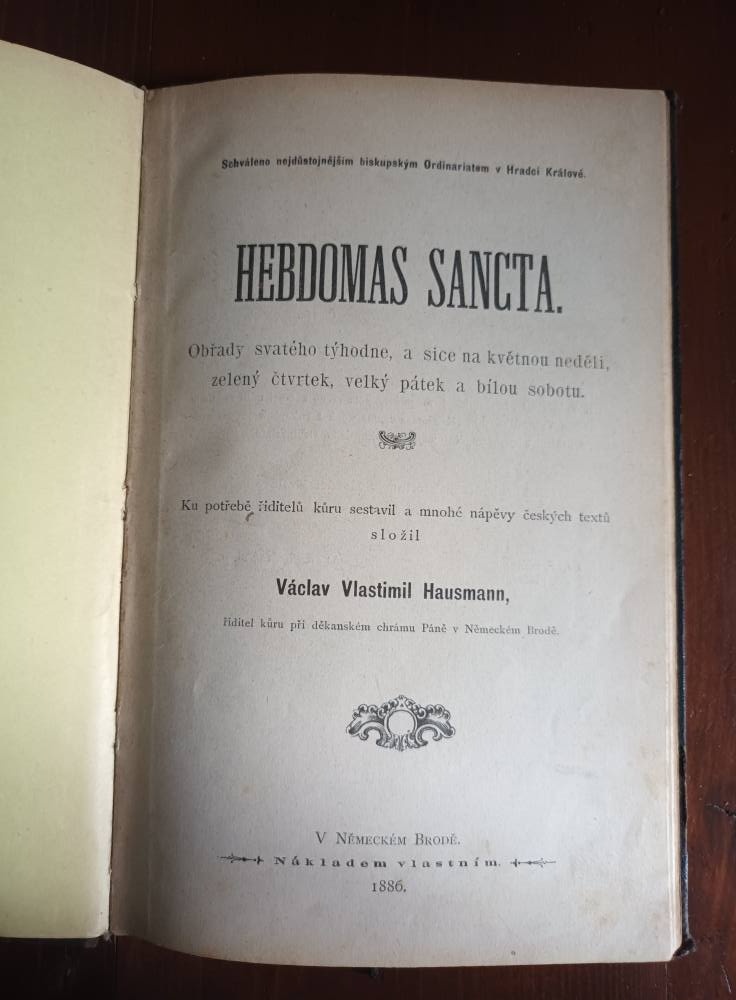 Schváleno nejdůstojnějším biskupským Ordinariatem v Hradci Králové.
HEBDOMAS SANCTA.
Obřady svatého týhodne, a sice na květnou neděli,
zelený čtvrtek, velký pátek a bílou sobotu.
Ku potřebě řiditelů kůru sestavil a mnohé nápěvy českých textů
složil
Václav Vlastimil Hausmann,
řiditel kůru při děkanském chrámu Páně v Německém Brodě.
V Německém Brodě.
Nákladem vlastním.
1886.